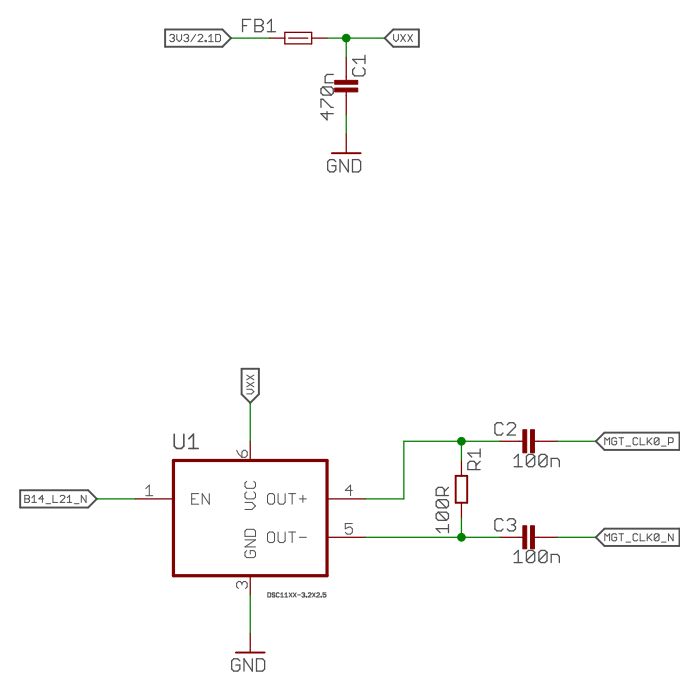 FB1
3V3/2.1D
VXX
C1
470n
GND
VXX
U1
6
C2
MGT_CLK0_P
100n
R1
1
EN
VCC
OUT+
4
B14_L21_N
100R
5
C3
GND
OUT-
MGT_CLK0_N
100n
3
DSC11XX-3.2X2.5
GND